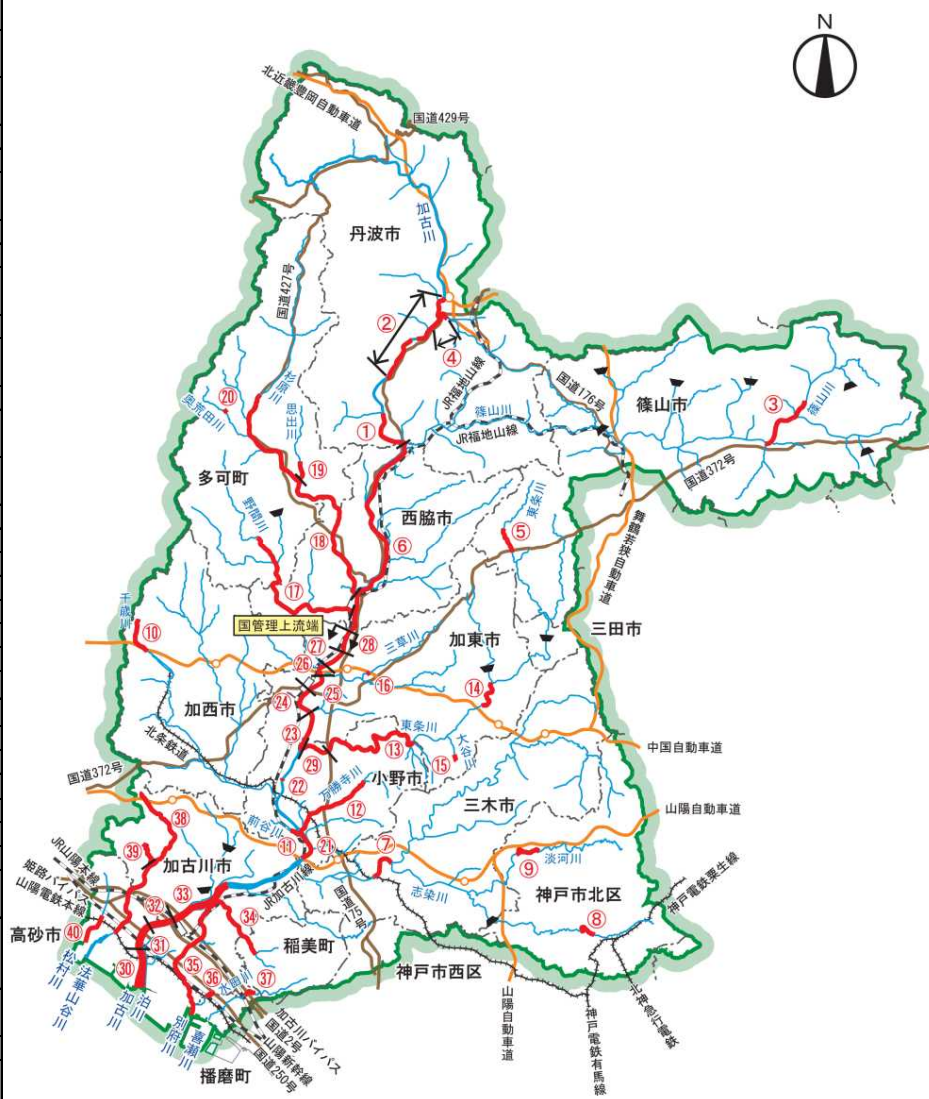 N
北近畿豊岡自動車道
国道429号
加古川
丹波市
国道427号
②
④
JR福地山線
国道176号
篠山市
③
篠山川
⑳
杉原川
思出川
奥荒田川
①
篠山川
JR福地山線
国道372号
⑲
多可町
野間川
西脇市
東条川
⑤
⑱
⑥
舞鶴若狭自動車道
⑰
千歳川
国管理上流端
三田市
⑩
㉗
㉘
三草川
加東市
㉖
⑯
⑭
加西市
㉔
㉕
北条鉄道
㉓
東条川
大谷川
中国自動車道
⑬
⑮
国道372号
㉙
㉒
小野市
万勝寺川
三木市
⑫
山陽自動車道
㊳
前谷川
⑪
㉑
⑦
㊴
加古川市
JR加古川線
⑨
淡河川
JR山陽本線
姫路バイパス
山陽電鉄本線
㉝
志染川
神戸市北区
神戸電鉄粟生線
㉜
国道175号
⑧
㊵
㉞
高砂市
稲美町
㉛
神戸市西区
㉚
㉟
㊱
㊲
水田川
松村川
法華山谷川
加古川
泊川
別府川
喜瀬川
加古川バイパス
国道2号
山陽新幹線
国道250号
播磨町
山陽自動車道
神戸電鉄有馬線
北神急行電鉄